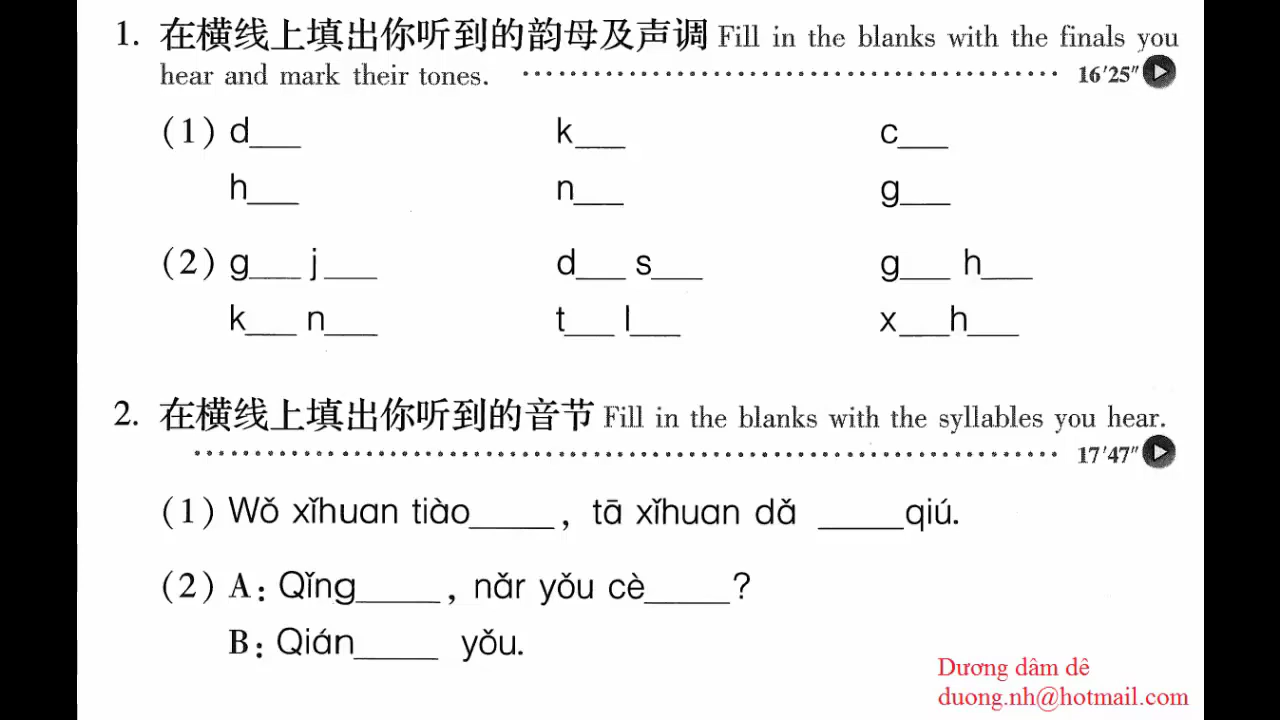 1. 在横线上填出你听到的韵母及声调 Fill in the blanks with the finals you
hear and mark their tones. ································ 16′25″
(1) d___ k___ c___
h___ n___ g___
(2) g___ j___ d___ s___ g___ h___
k___ n___ t___ l___ x___h___
2. 在横线上填出你听到的音节 Fill in the blanks with the syllables you hear.
································ 17′47″
(1) Wǒ xǐhuan tiào_____, tā xǐhuan dǎ _____qiú.
(2) A: Qǐng_____, nǎr yǒu cè_____?
B: Qián_____ yǒu.
Dương dâm dê
duong.nh@hotmail.com